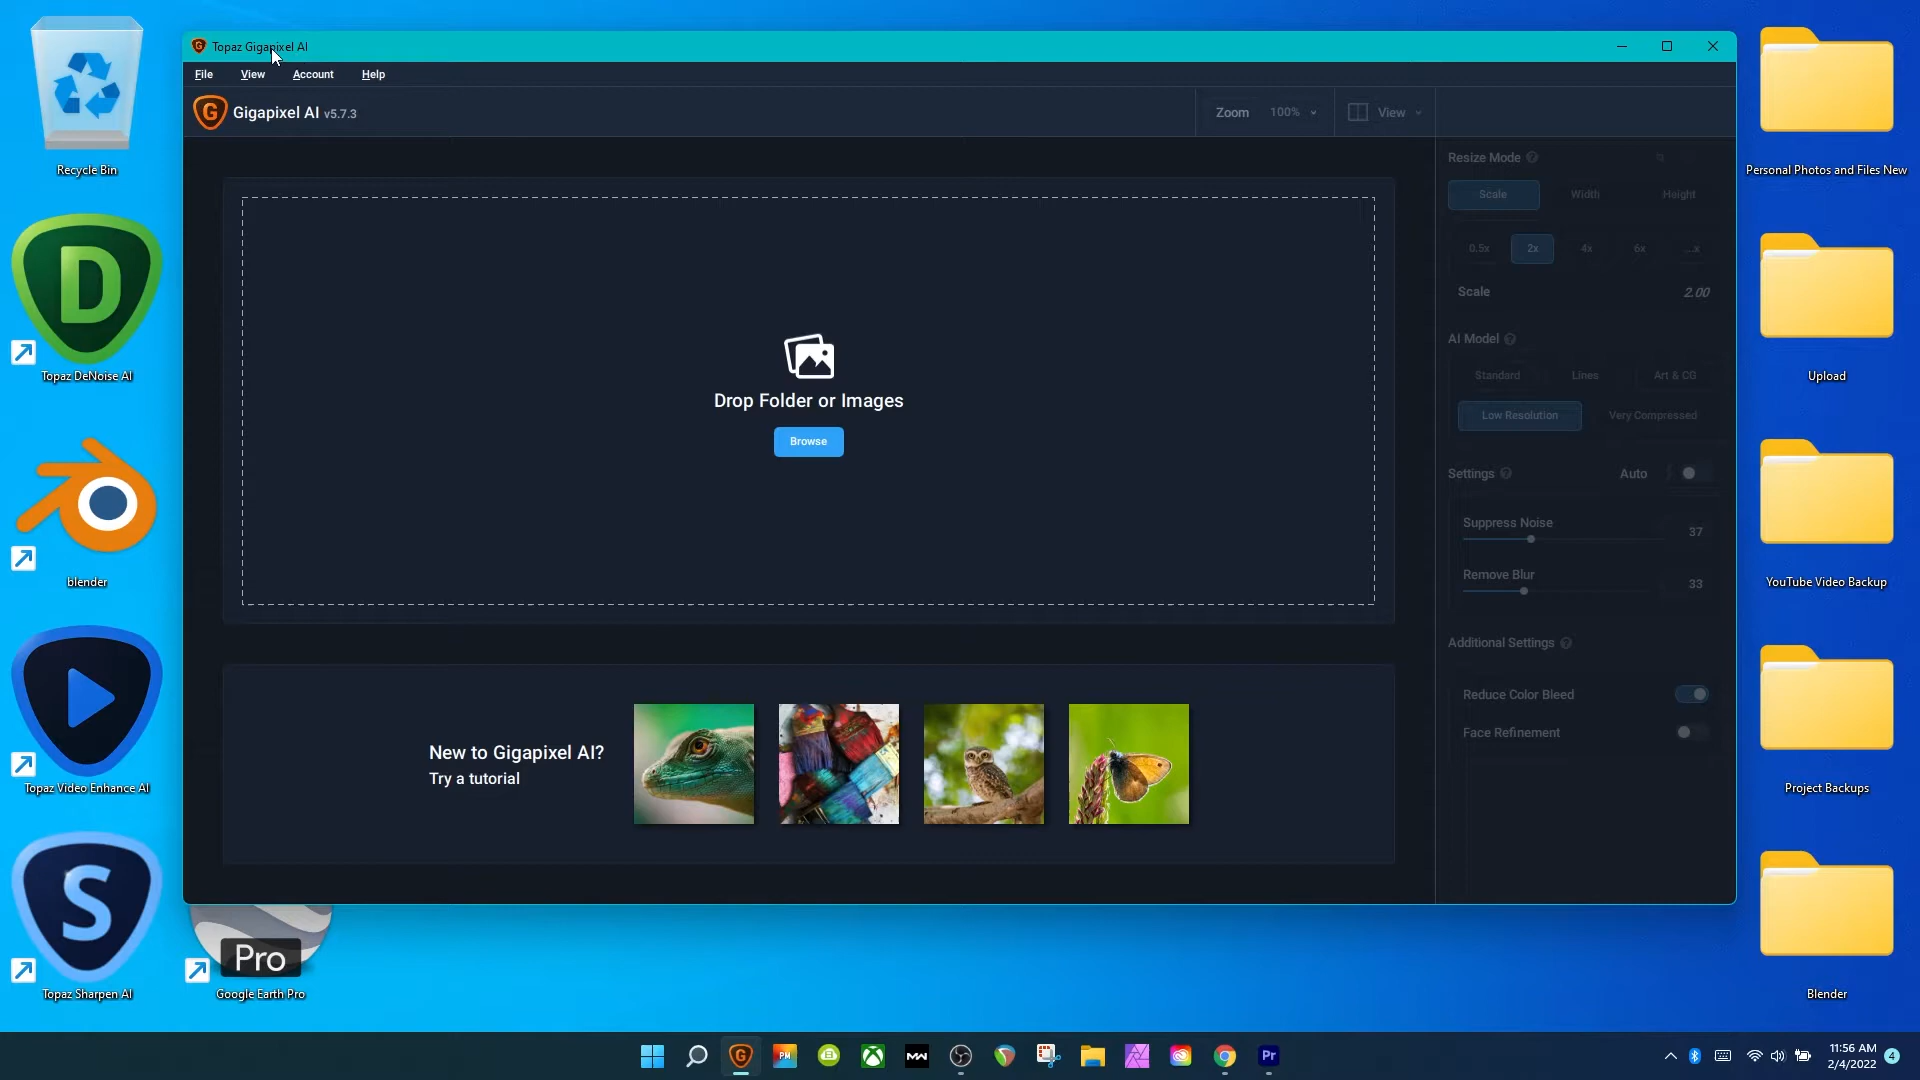 Topaz Gigapixel AI
File View Account Help
G Gigapixel AI v5.7.3
Zoom 100% View
Resize Mode
Scale Width Height
0.5x 2x 4x 6x ...x
Scale 2.00
AI Model
Standard Lines Art & CG
Low Resolution Very Compressed
Settings Auto
Suppress Noise 37
Remove Blur 33
Additional Settings
Reduce Color Bleed
Face Refinement
Drop Folder or Images
Browse
New to Gigapixel AI?
Try a tutorial
Recycle Bin
D
Topaz DeNoise AI
blender
Topaz Video Enhance AI
S
Topaz Sharpen AI
Pro
Google Earth Pro
Personal Photos and Files New
Upload
YouTube Video Backup
Project Backups
Blender
G PM MW Pr
11:56 AM
2/4/2022 4